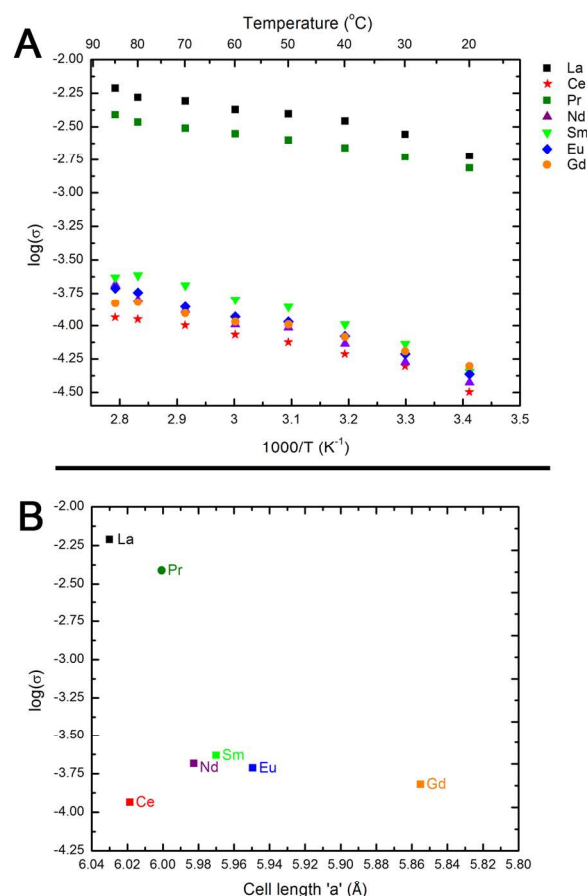 A
Temperature (°C)
90 80 70 60 50 40 30 20
-2.00
-2.25
-2.50
-2.75
-3.00
-3.25
-3.50
-3.75
-4.00
-4.25
-4.50
log(σ)
2.8 2.9 3 3.1 3.2 3.3 3.4 3.5
1000/T (K⁻¹)
La
Ce
Pr
Nd
Sm
Eu
Gd
B
-2.00
-2.25
-2.50
-2.75
-3.00
-3.25
-3.50
-3.75
-4.00
-4.25
log(σ)
La
Pr
Sm
Nd
Eu
Gd
Ce
6.04 6.02 6.00 5.98 5.96 5.94 5.92 5.90 5.88 5.86 5.84 5.82 5.80
Cell length 'a' (Å)